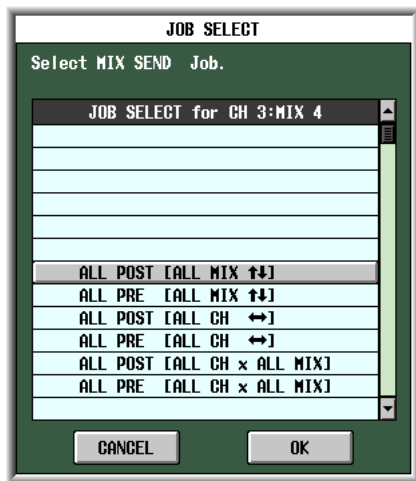 JOB SELECT
Select MIX SEND Job.
JOB SELECT for CH 3:MIX 4
ALL POST [ALL MIX ⬆⬇]
ALL PRE [ALL MIX ⬆⬇]
ALL POST [ALL CH ⬌]
ALL PRE [ALL CH ⬌]
ALL POST [ALL CH x ALL MIX]
ALL PRE [ALL CH x ALL MIX]
CANCEL OK